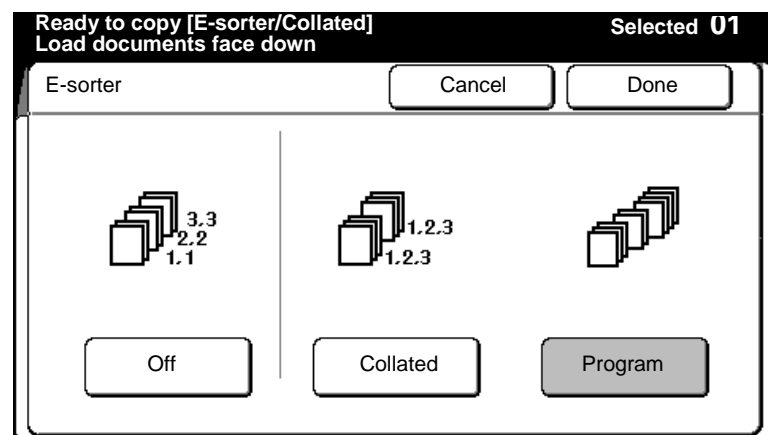 Ready to copy [E-sorter/Collated] Selected 01
Load documents face down
E-sorter Cancel Done
3,3
2,2
1,1
1,2,3
1,2,3
Off Collated Program